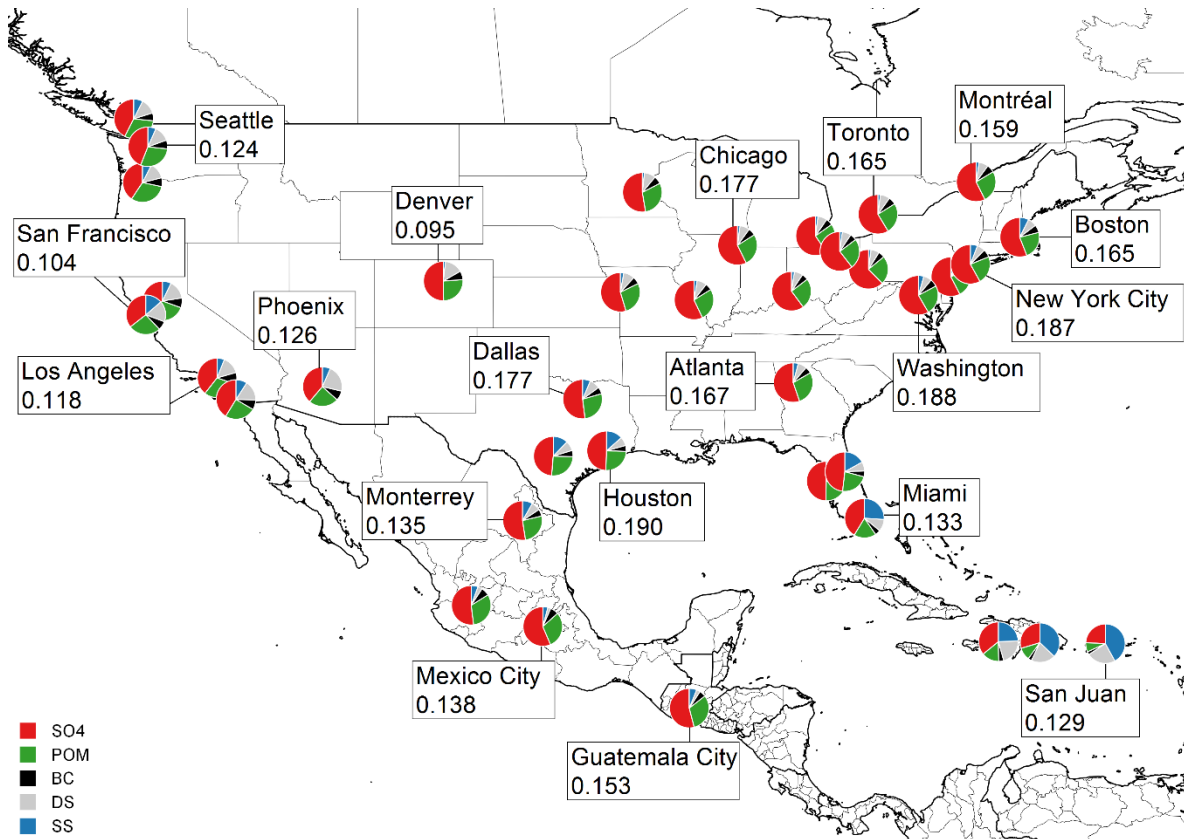 Seattle
0.124
Denver
0.095
Chicago
0.177
Toronto
0.165
Montréal
0.159
San Francisco
0.104
Phoenix
0.126
Boston
0.165
New York City
0.187
Los Angeles
0.118
Dallas
0.177
Atlanta
0.167
Washington
0.188
Monterrey
0.135
Houston
0.190
Miami
0.133
Mexico City
0.138
Guatemala City
0.153
San Juan
0.129
SO4
POM
BC
DS
SS